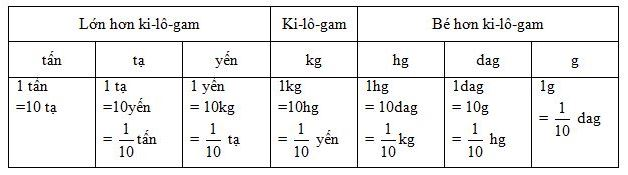 Lớn hơn ki-lô-gam Ki-lô-gam Bé hơn ki-lô-gam
tấn tạ yến kg hg dag g
1 tấn 1 tạ 1 yến 1kg 1hg 1dag 1g
=10 tạ =10yến = 10kg =10hg = 10dag = 10g = 1/10 dag
= 1/10 tấn = 1/10 tạ = 1/10 yến = 1/10 kg = 1/10 hg